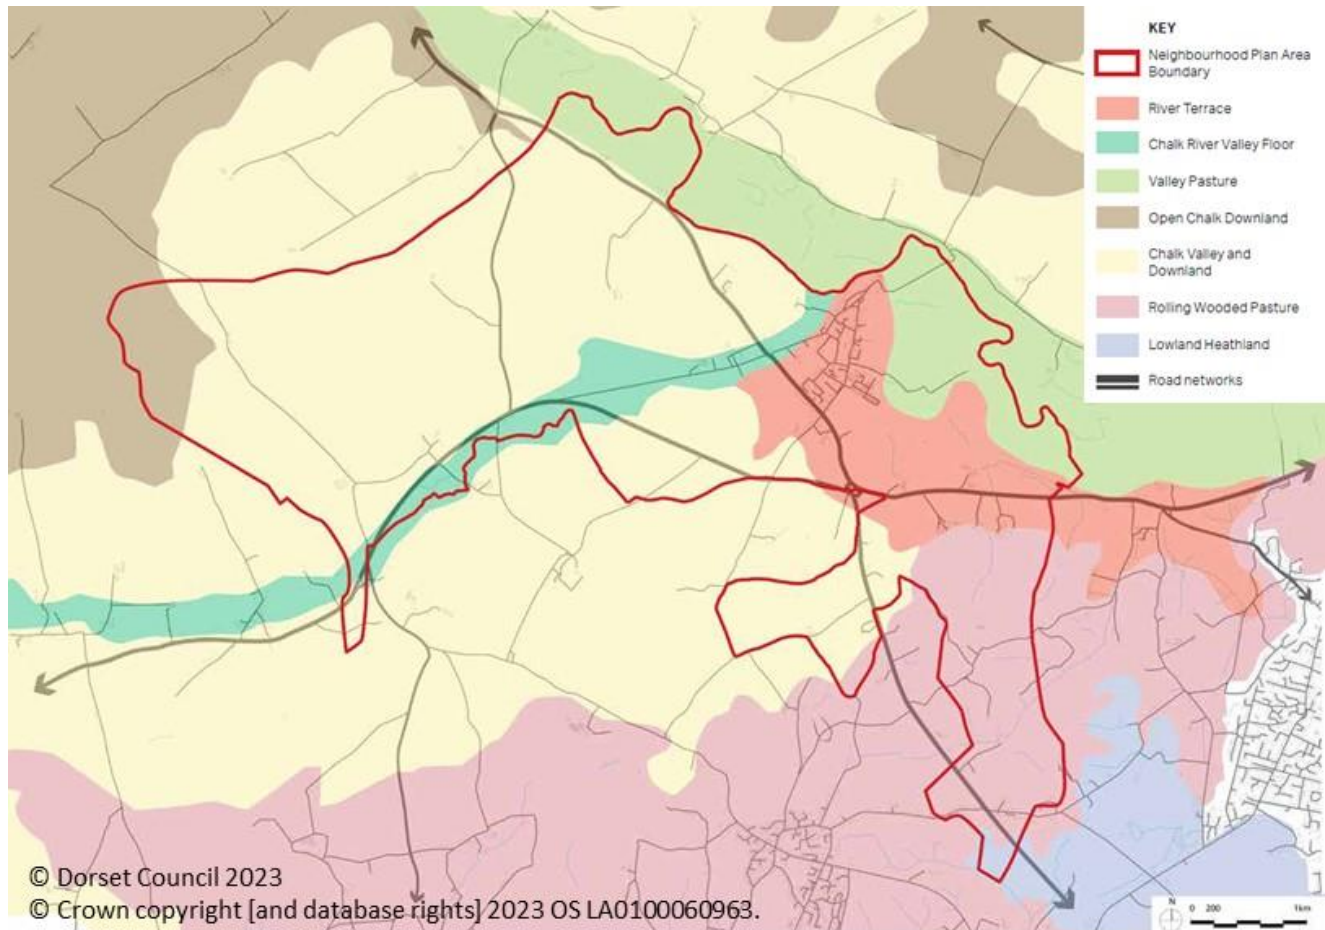 KEY
Neighbourhood Plan Area
Boundary
River Terrace
Chalk River Valley Floor
Valley Pasture
Open Chalk Downland
Chalk Valley and
Downland
Rolling Wooded Pasture
Lowland Heathland
Road networks
© Dorset Council 2023
© Crown copyright [and database rights] 2023 OS LA0100060963.
N 0 200 1km